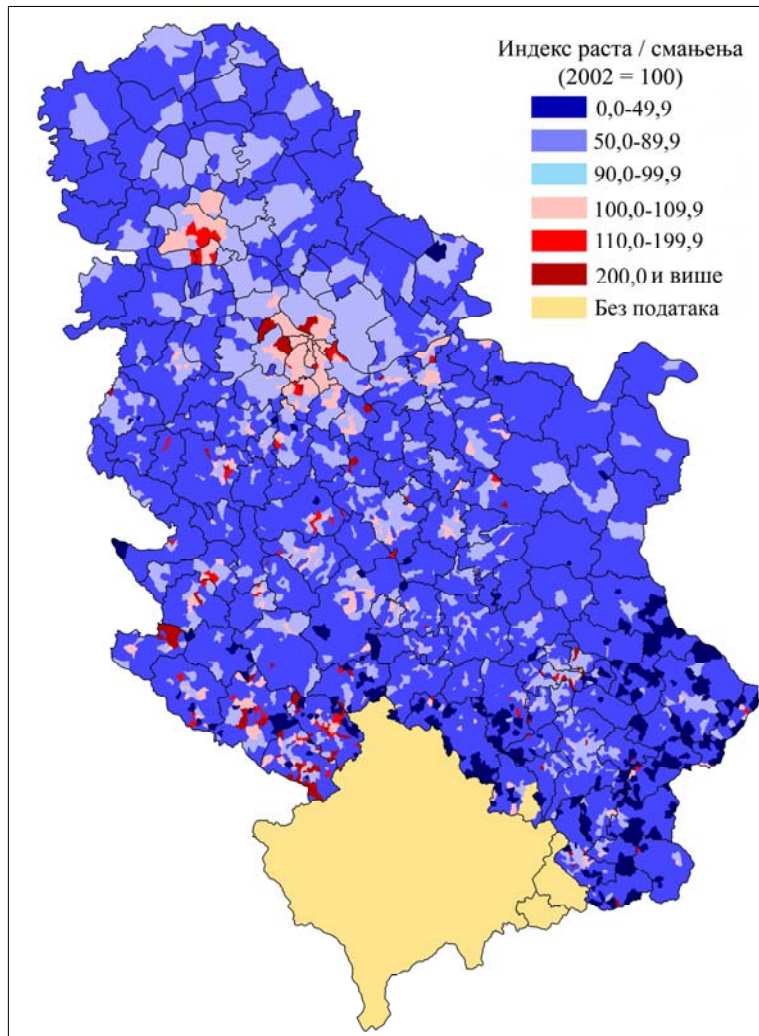 Индекс раста / смањења
(2002 = 100)
0,0-49,9
50,0-89,9
90,0-99,9
100,0-109,9
110,0-199,9
200,0 и више
Без података